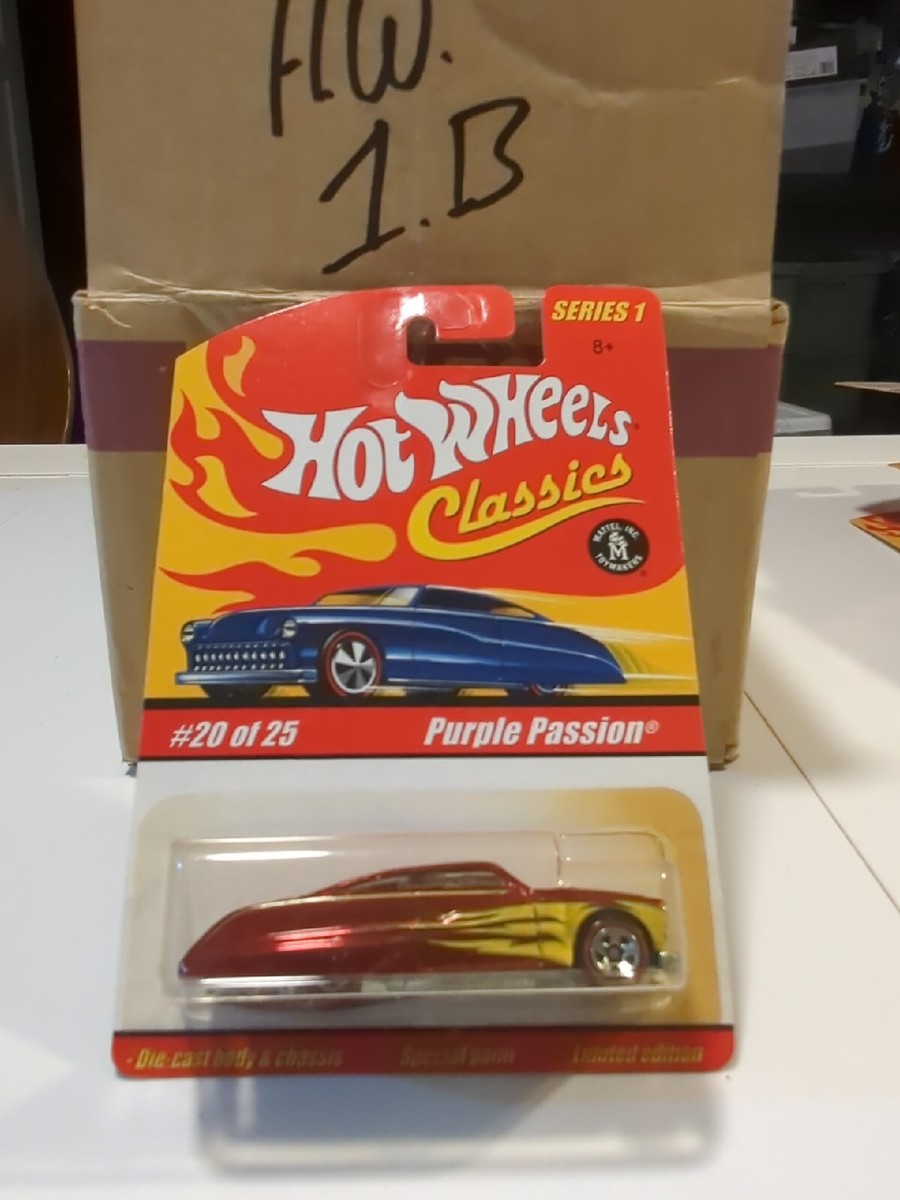 H.W.
1.B
SERIES 1
8+
HOT WHEELS
Classics
MATTEL, INC.
M
TOYMAKERS
#20 of 25 Purple Passion®
- Die-cast body & chassis Special paint Limited edition